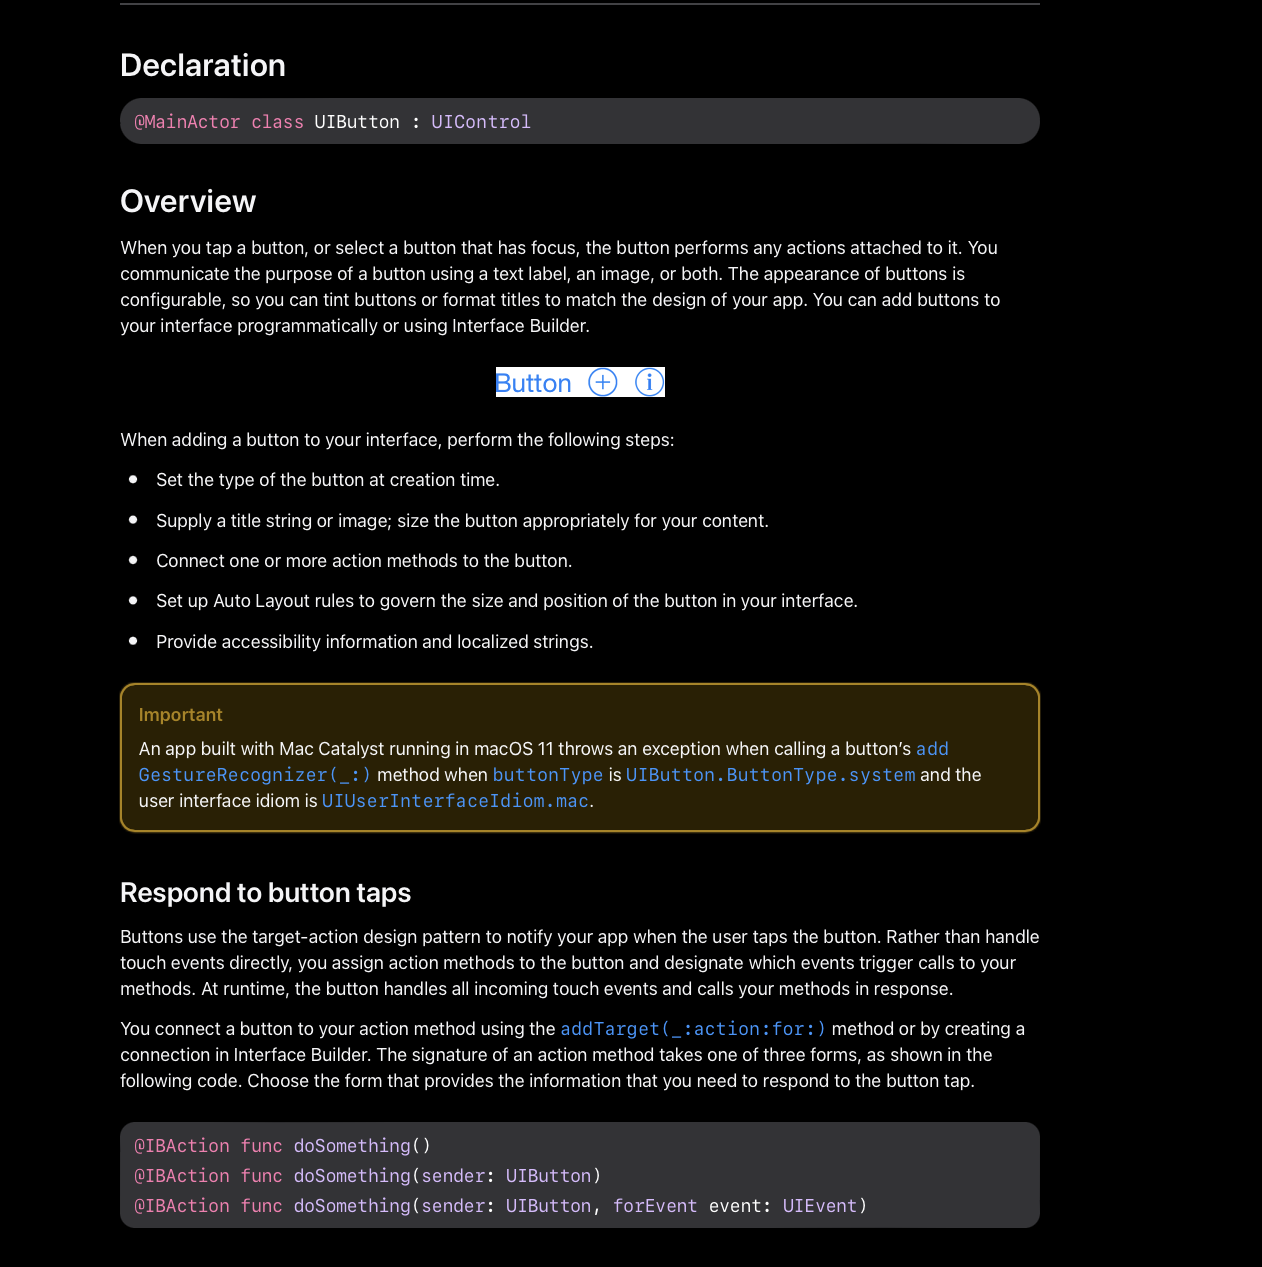 Declaration
@MainActor class UIButton : UIControl
Overview
When you tap a button, or select a button that has focus, the button performs any actions attached to it. You
communicate the purpose of a button using a text label, an image, or both. The appearance of buttons is
configurable, so you can tint buttons or format titles to match the design of your app. You can add buttons to
your interface programmatically or using Interface Builder.
Button + i
When adding a button to your interface, perform the following steps:
• Set the type of the button at creation time.
• Supply a title string or image; size the button appropriately for your content.
• Connect one or more action methods to the button.
• Set up Auto Layout rules to govern the size and position of the button in your interface.
• Provide accessibility information and localized strings.
Important
An app built with Mac Catalyst running in macOS 11 throws an exception when calling a button’s add
GestureRecognizer(_:) method when buttonType is UIButton.ButtonType.system and the
user interface idiom is UIUserInterfaceIdiom.mac.
Respond to button taps
Buttons use the target-action design pattern to notify your app when the user taps the button. Rather than handle
touch events directly, you assign action methods to the button and designate which events trigger calls to your
methods. At runtime, the button handles all incoming touch events and calls your methods in response.
You connect a button to your action method using the addTarget(_:action:for:) method or by creating a
connection in Interface Builder. The signature of an action method takes one of three forms, as shown in the
following code. Choose the form that provides the information that you need to respond to the button tap.
@IBAction func doSomething()
@IBAction func doSomething(sender: UIButton)
@IBAction func doSomething(sender: UIButton, forEvent event: UIEvent)